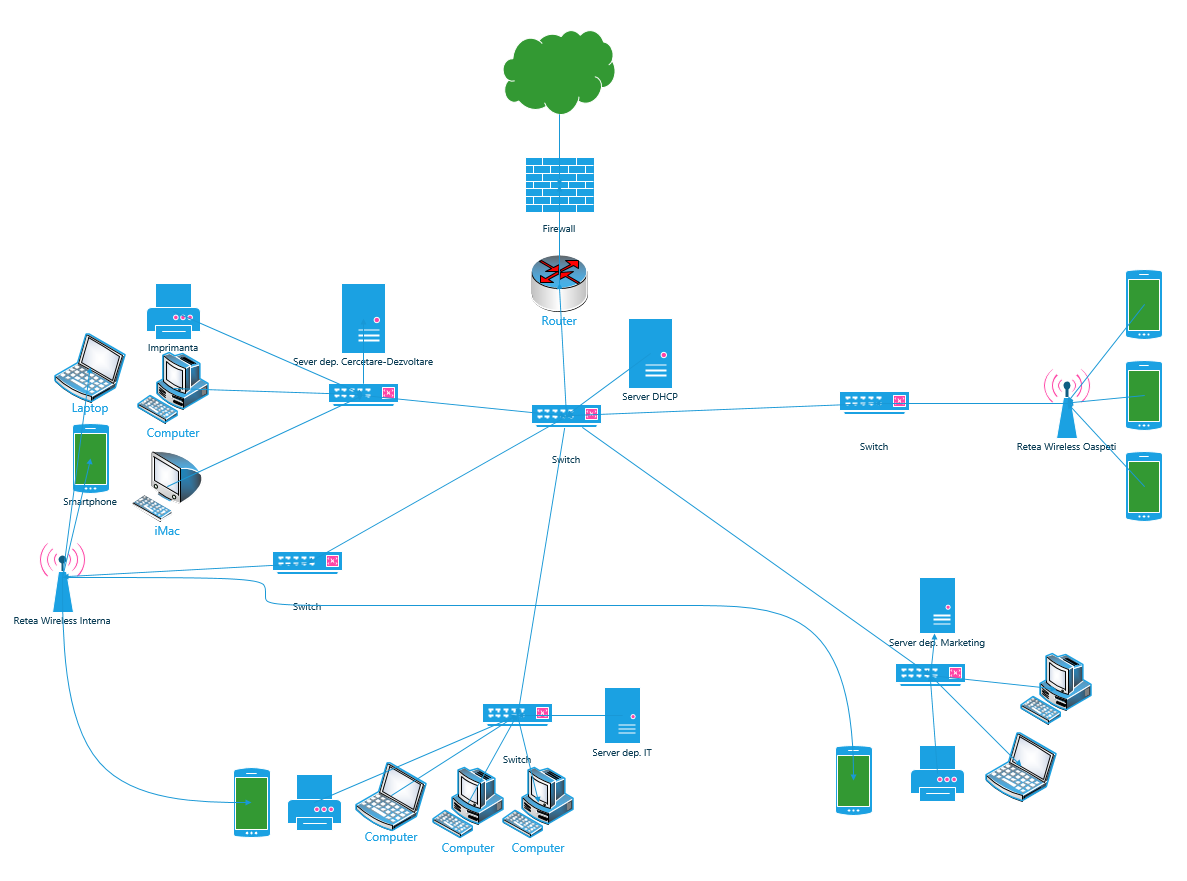 Firewall
Router
Imprimanta
Sever dep. Cercetare-Dezvoltare
Server DHCP
Laptop
Computer
Switch
Switch
Retea Wireless Oaspeti
Smartphone
iMac
Switch
Retea Wireless Interna
Server dep. Marketing
Switch
Server dep. IT
Computer
Computer
Computer